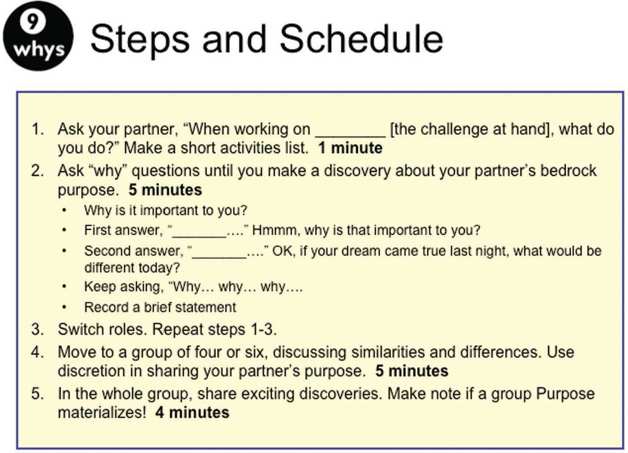 9
whys
Steps and Schedule
1. Ask your partner, “When working on ________ [the challenge at hand], what do
you do?” Make a short activities list. 1 minute
2. Ask “why” questions until you make a discovery about your partner’s bedrock
purpose. 5 minutes
• Why is it important to you?
• First answer, “_______….” Hmmm, why is that important to you?
• Second answer, “_______….” OK, if your dream came true last night, what would be
different today?
• Keep asking, “Why… why… why….
• Record a brief statement
3. Switch roles. Repeat steps 1-3.
4. Move to a group of four or six, discussing similarities and differences. Use
discretion in sharing your partner’s purpose. 5 minutes
5. In the whole group, share exciting discoveries. Make note if a group Purpose
materializes! 4 minutes